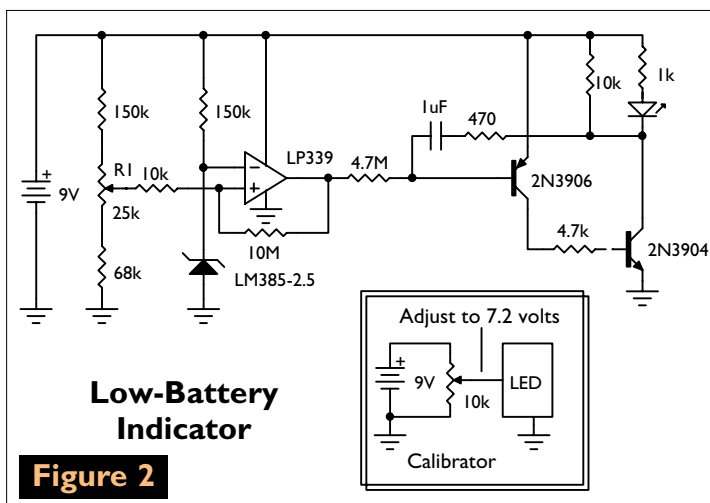 10k
1k
150k
150k
1uF
470
R1
10k
LP339
4.7M
−
+
2N3906
+
9V
25k
10M
4.7k
2N3904
68k
LM385-2.5
Adjust to 7.2 volts
+
9V
LED
10k
Calibrator
Low-Battery
Indicator
Figure 2